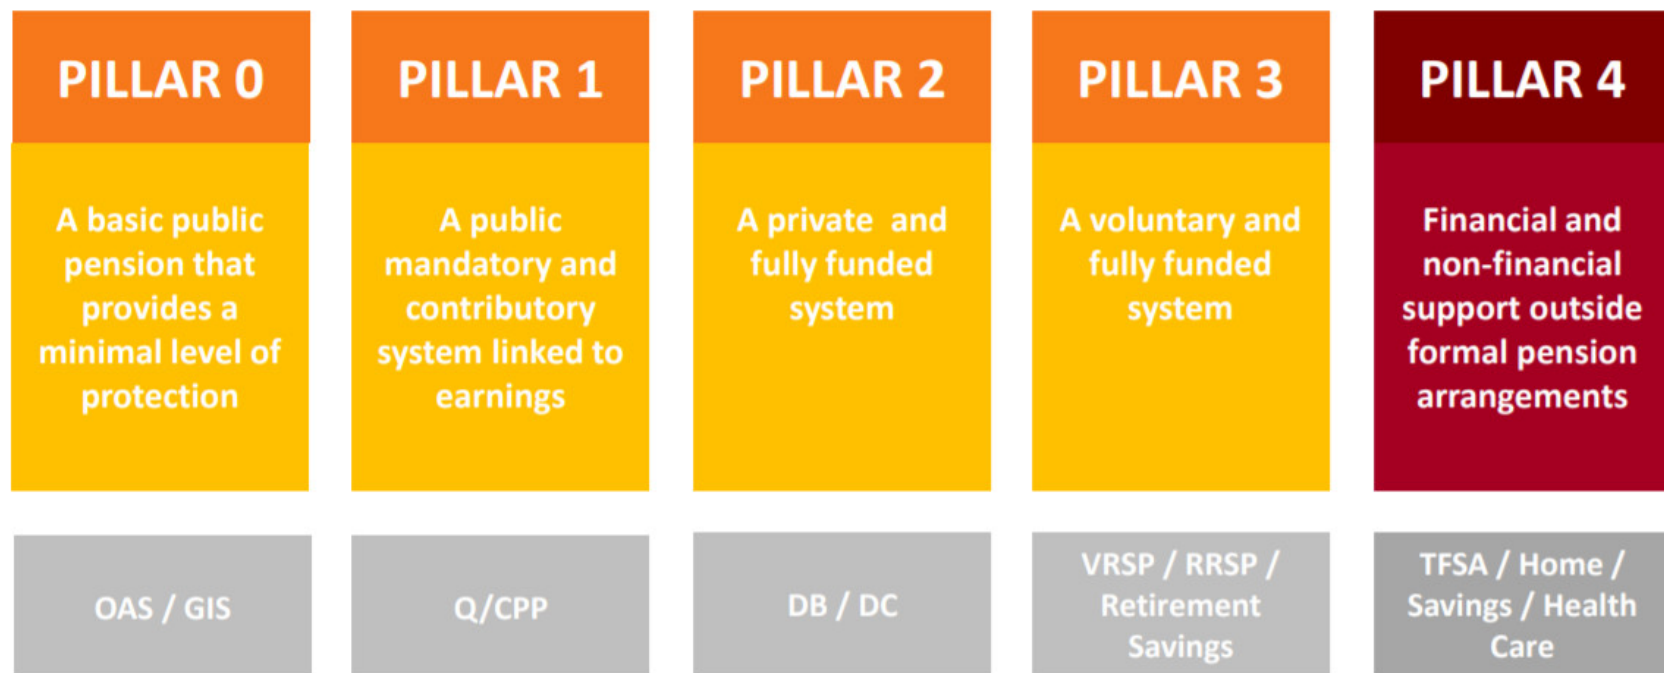 PILLAR 0
A basic public
pension that
provides a
minimal level of
protection
OAS / GIS
PILLAR 1
A public
mandatory and
contributory
system linked to
earnings
Q/CPP
PILLAR 2
A private and
fully funded
system
DB / DC
PILLAR 3
A voluntary and
fully funded
system
VRSP / RRSP /
Retirement
Savings
PILLAR 4
Financial and
non-financial
support outside
formal pension
arrangements
TFSA / Home /
Savings / Health
Care